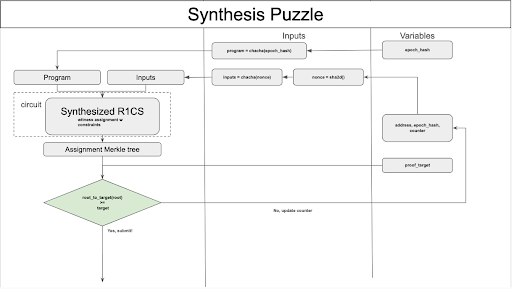 Synthesis Puzzle
Inputs
Variables
program = chacha(epoch_hash)
epoch_hash
Program
Inputs
inputs = chacha(nonce)
nonce = sha2d()
circuit
Synthesized R1CS
witness assignment w
constraints
address, epoch_hash,
counter
Assignment Merkle tree
proof_target
root_to_target(root)
>=
target
No, update counter
Yes, submit!